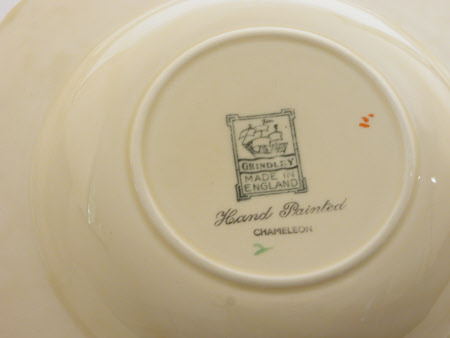 GRINDLEY
MADE IN
ENGLAND
Hand Painted
CHAMELEON